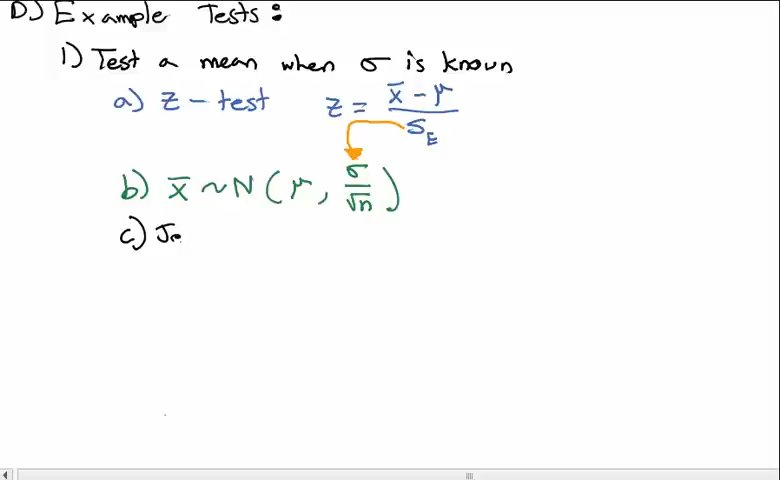 D) Example Tests:
1) Test a mean when σ is known
a) z - test z = x̄ - μ / S_E
b) x̄ ~ N(μ, σ/√n)
c)